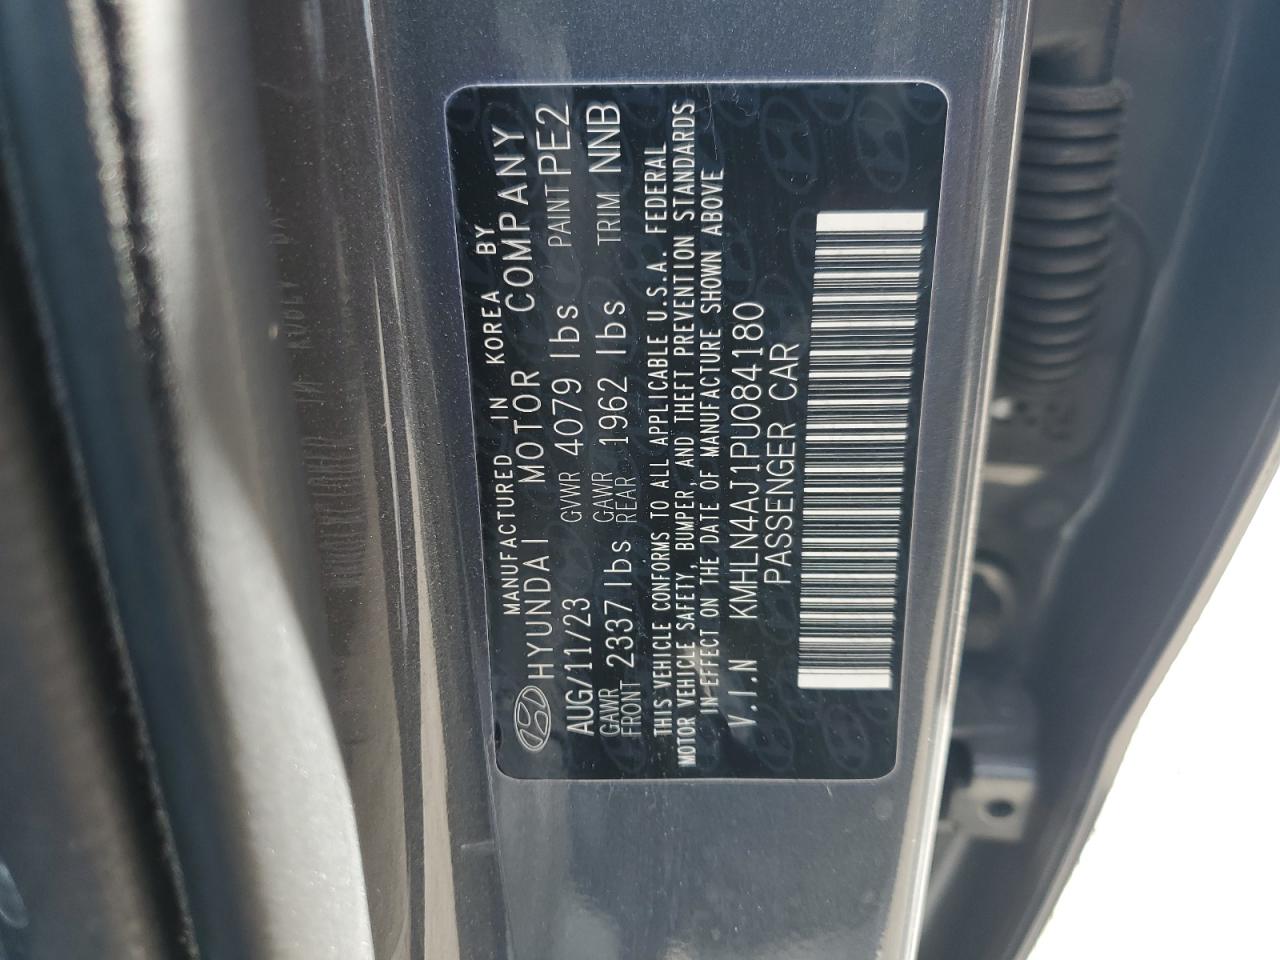 MANUFACTURED IN KOREA BY
HYUNDAI MOTOR COMPANY
AUG/11/23 GVWR 4079 lbs PAINT PE2
GAWR FRONT 2337 lbs GAWR REAR 1962 lbs TRIM NNB
THIS VEHICLE CONFORMS TO ALL APPLICABLE U.S.A. FEDERAL
MOTOR VEHICLE SAFETY, BUMPER, AND THEFT PREVENTION STANDARDS
IN EFFECT ON THE DATE OF MANUFACTURE SHOWN ABOVE
V.I.N KMHLN4AJ1PU084180
PASSENGER CAR